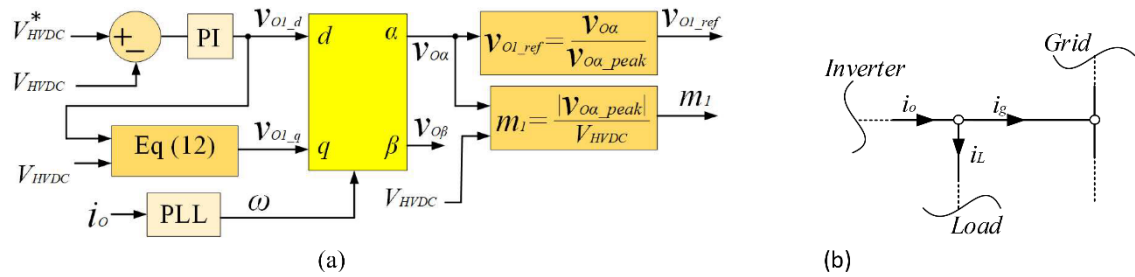 V*HVDC
+
−
PI
vO1_d
VHVDC
Eq (12)
vO1_q
VHVDC
io
PLL
ω
d
q
α
β
vOα
vOβ
vO1_ref = vOα / vOα_peak
vO1_ref
m1 = |vOα_peak| / VHVDC
m1
VHVDC
(a)
Inverter
Grid
io
ig
iL
Load
(b)